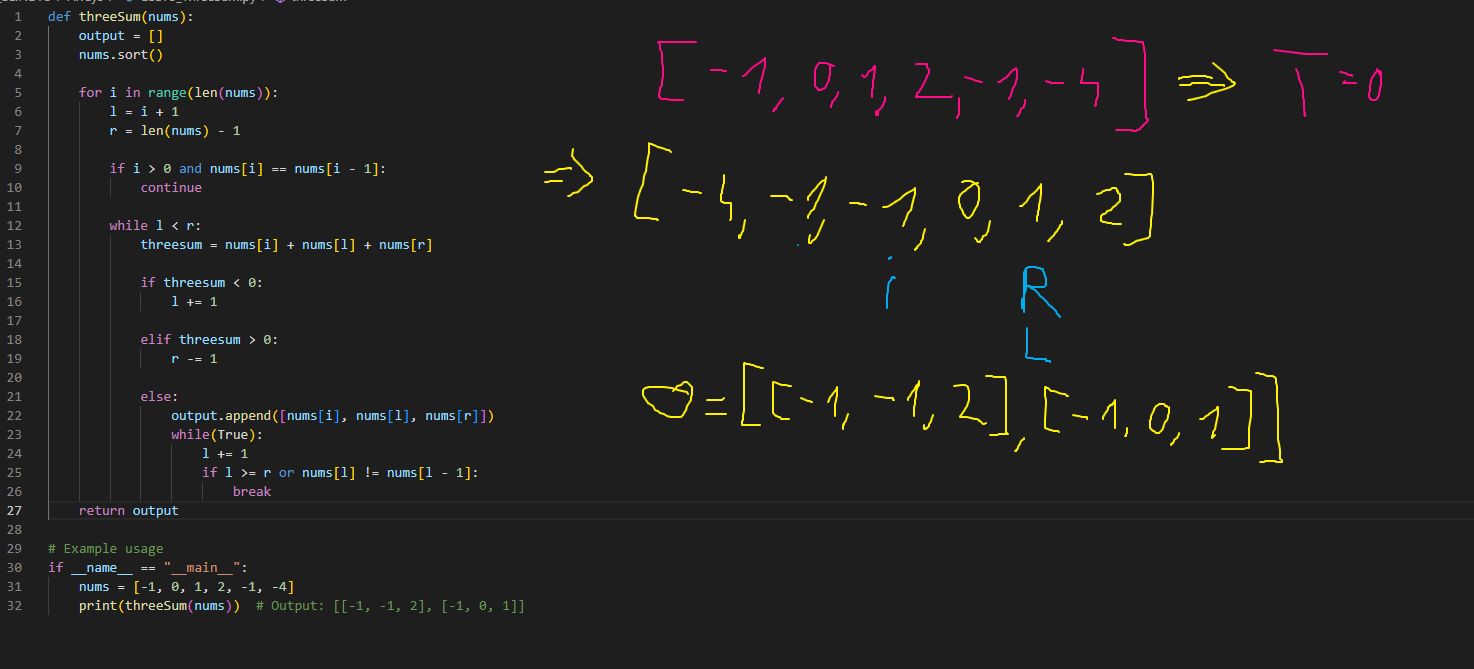 1 def threeSum(nums):
2 output = []
3 nums.sort()
4
5 for i in range(len(nums)):
6 l = i + 1
7 r = len(nums) - 1
8
9 if i > 0 and nums[i] == nums[i - 1]:
10 continue
11
12 while l < r:
13 threesum = nums[i] + nums[l] + nums[r]
14
15 if threesum < 0:
16 l += 1
17
18 elif threesum > 0:
19 r -= 1
20
21 else:
22 output.append([nums[i], nums[l], nums[r]])
23 while(True):
24 l += 1
25 if l >= r or nums[l] != nums[l - 1]:
26 break
27 return output
28
29 # Example usage
30 if __name__ == "__main__":
31 nums = [-1, 0, 1, 2, -1, -4]
32 print(threeSum(nums))  # Output: [[-1, -1, 2], [-1, 0, 1]]
[-1, 0, 1, 2, -1, -4] => T=0
=> [-4, -1, -1, 0, 1, 2]
i R
L
O=[[-1, -1, 2], [-1, 0, 1]]